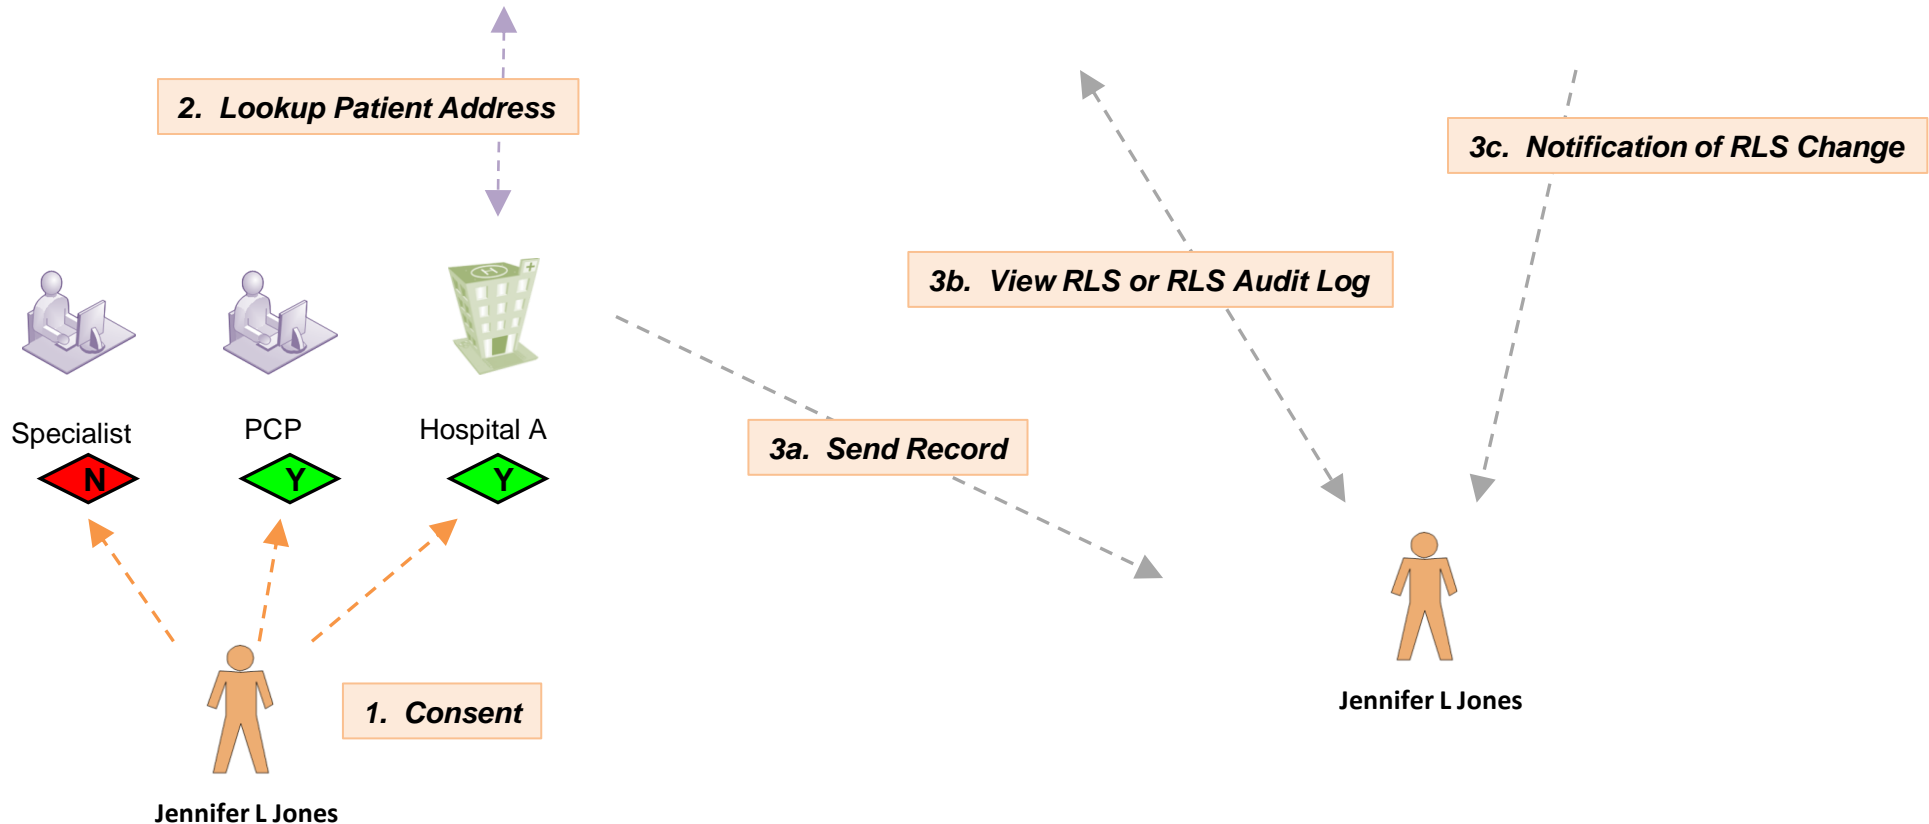 2. Lookup Patient Address
3c. Notification of RLS Change
H
3b. View RLS or RLS Audit Log
Specialist
PCP
Hospital A
3a. Send Record
N
Y
Y
1. Consent
Jennifer L Jones
Jennifer L Jones